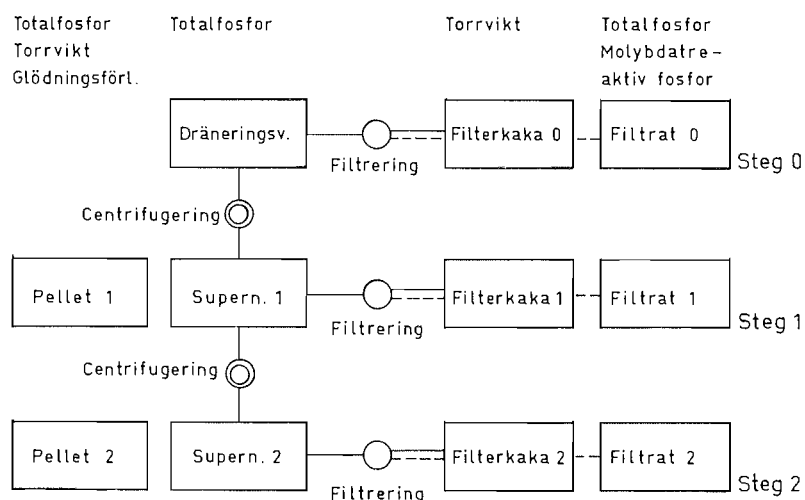 Totalfosfor
Torrvikt
Glödningsförl.
Totalfosfor
Torrvikt
Totalfosfor
Molybdatre-
aktiv fosfor
Dräneringsv.
Filtrering
Filterkaka 0
Filtrat 0
Steg 0
Centrifugering
Pellet 1
Supern. 1
Filtrering
Filterkaka 1
Filtrat 1
Steg 1
Centrifugering
Pellet 2
Supern. 2
Filtrering
Filterkaka 2
Filtrat 2
Steg 2